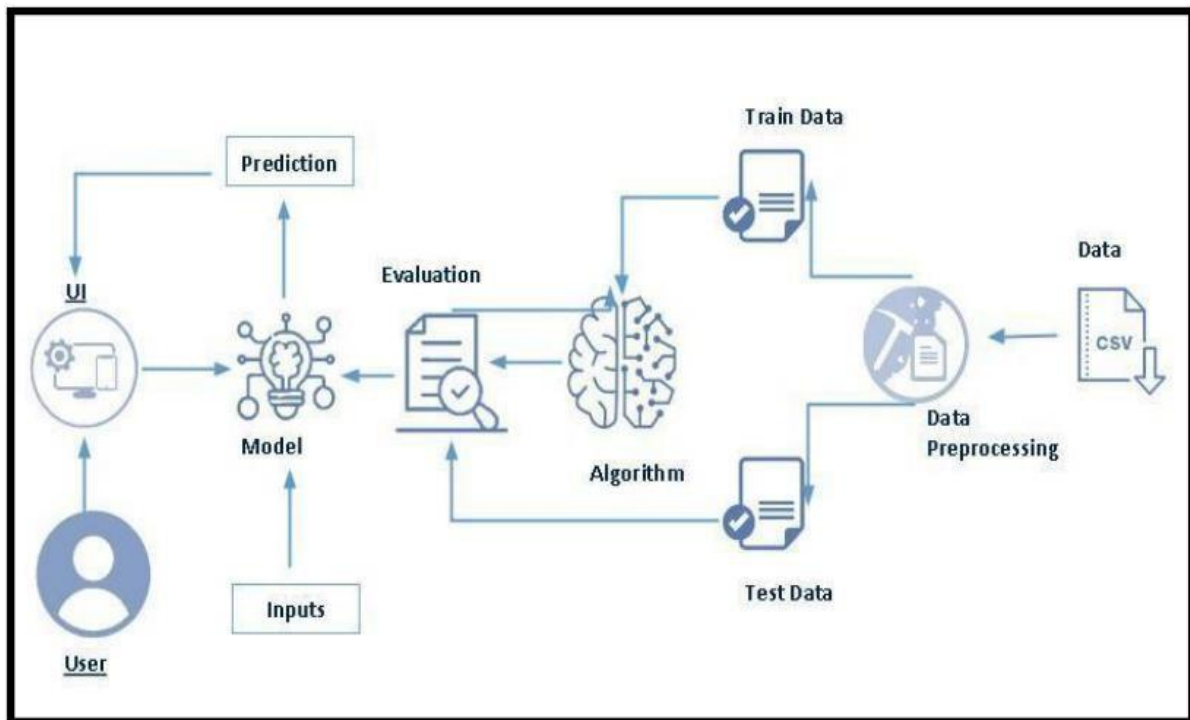 Train Data
Prediction
Data
Evaluation
UI
CSV
Data
Preprocessing
Model
Algorithm
Test Data
Inputs
User